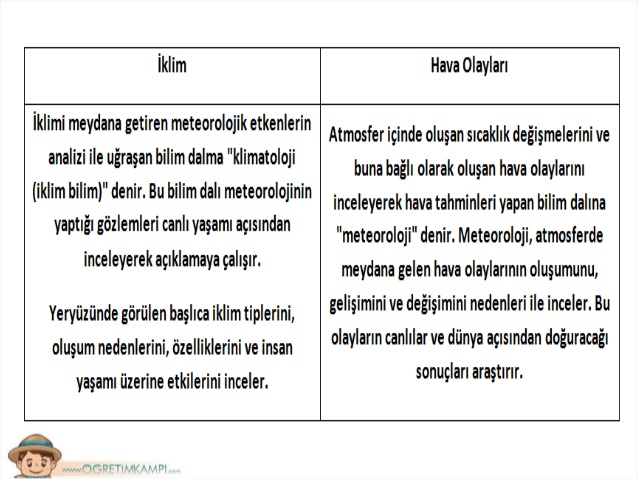 İklim
İklimi meydana getiren meteorolojik etkenlerin
analizi ile uğraşan bilim dalma "klimatoloji
(iklim bilim)" denir. Bu bilim dalı meteorolojinin
yaptığı gözlemleri canlı yaşamı açısından
inceleyerek açıklamaya çalışır.
Yeryüzünde görülen başlıca iklim tiplerini,
oluşum nedenlerini, özelliklerini ve insan
yaşamı üzerine etkilerini inceler.
Hava Olayları
Atmosfer içinde oluşan sıcaklık değişmelerini ve
buna bağlı olarak oluşan hava olaylarını
inceleyerek hava tahminleri yapan bilim dalına
"meteoroloji" denir. Meteoroloji, atmosferde
meydana gelen hava olaylarının oluşumunu,
gelişimini ve değişimini nedenleri ile inceler. Bu
olayların canlılar ve dünya açısından doğuracağı
sonuçları araştırır.
www.OGRETIMKAMPI.com